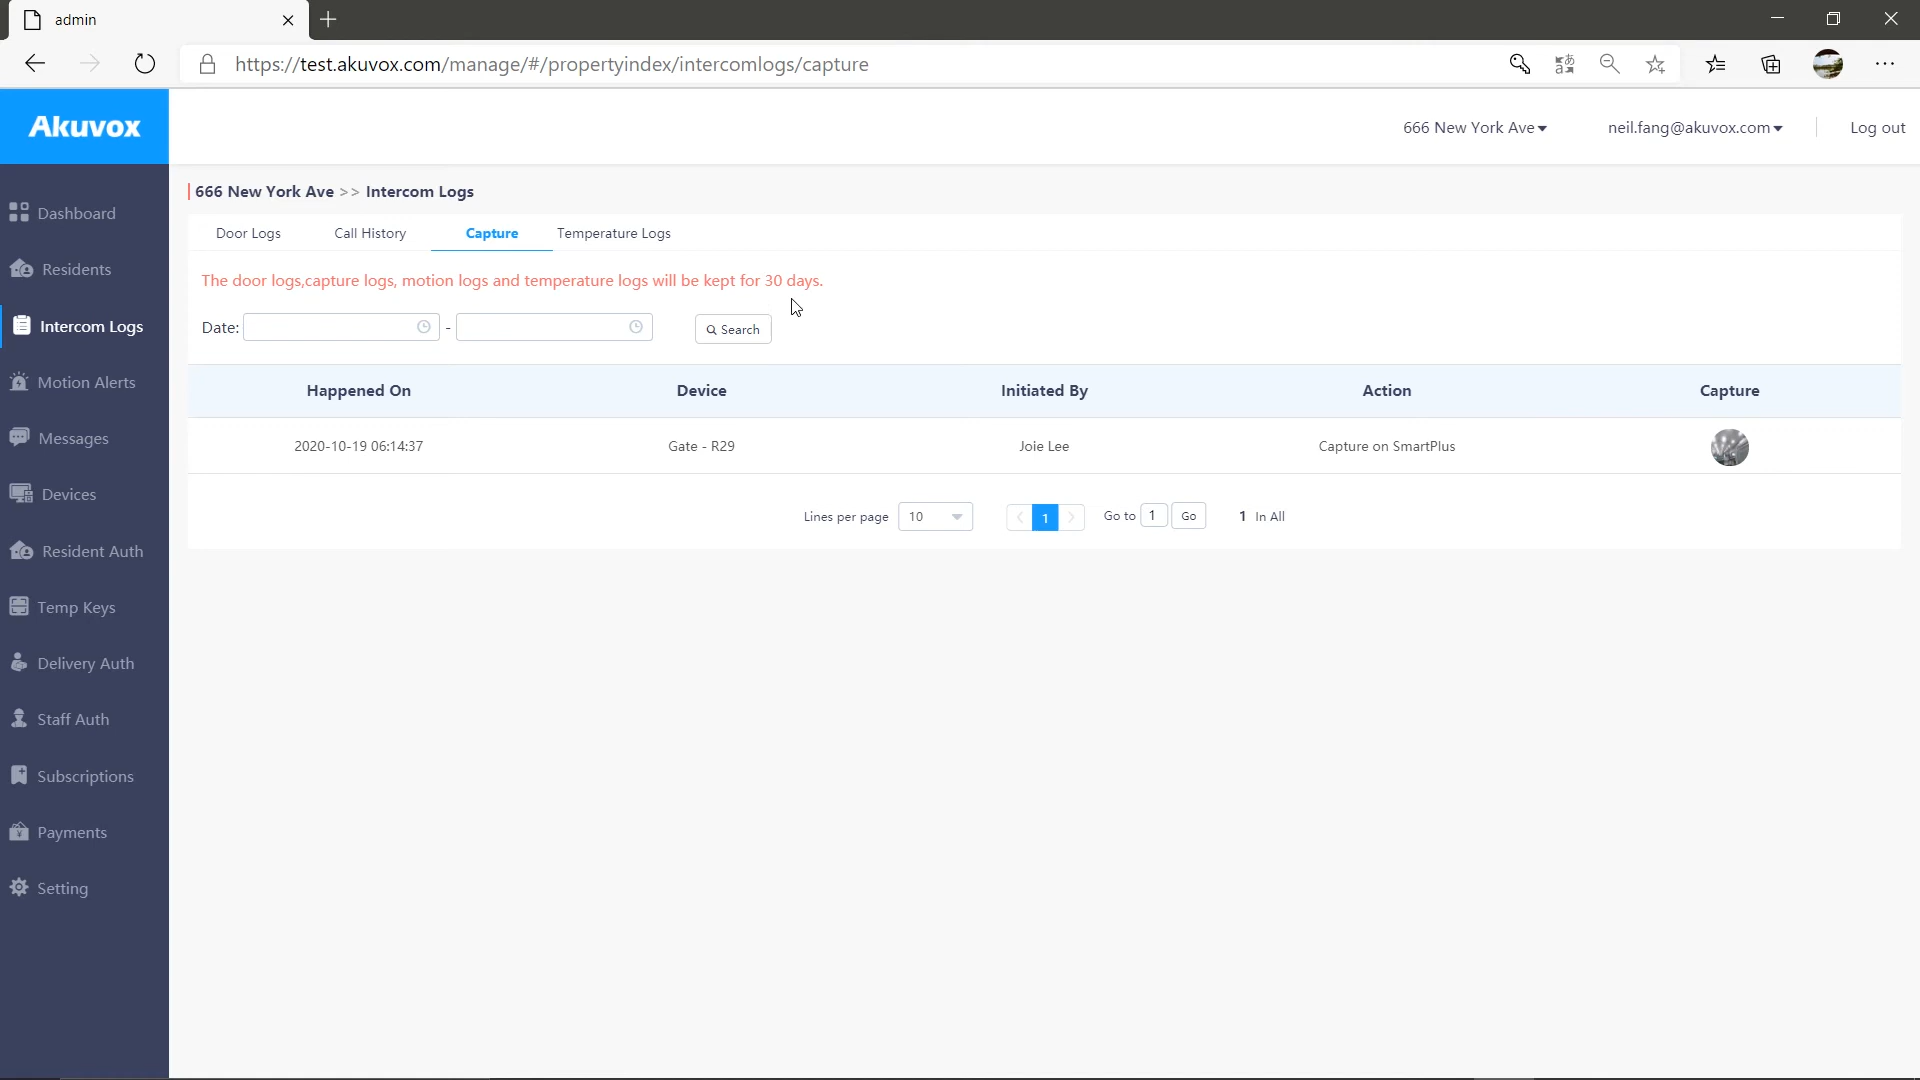 admin
https://test.akuvox.com/manage/#/propertyindex/intercomlogs/capture
Akuvox
666 New York Ave
neil.fang@akuvox.com
Log out
666 New York Ave >> Intercom Logs
Dashboard
Residents
Intercom Logs
Motion Alerts
Messages
Devices
Resident Auth
Temp Keys
Delivery Auth
Staff Auth
Subscriptions
Payments
Setting
Door Logs
Call History
Capture
Temperature Logs
The door logs,capture logs, motion logs and temperature logs will be kept for 30 days.
Date: - Search
Happened On Device Initiated By Action Capture
2020-10-19 06:14:37 Gate - R29 Joie Lee Capture on SmartPlus
Lines per page 10 < 1 > Go to 1 Go 1 In All